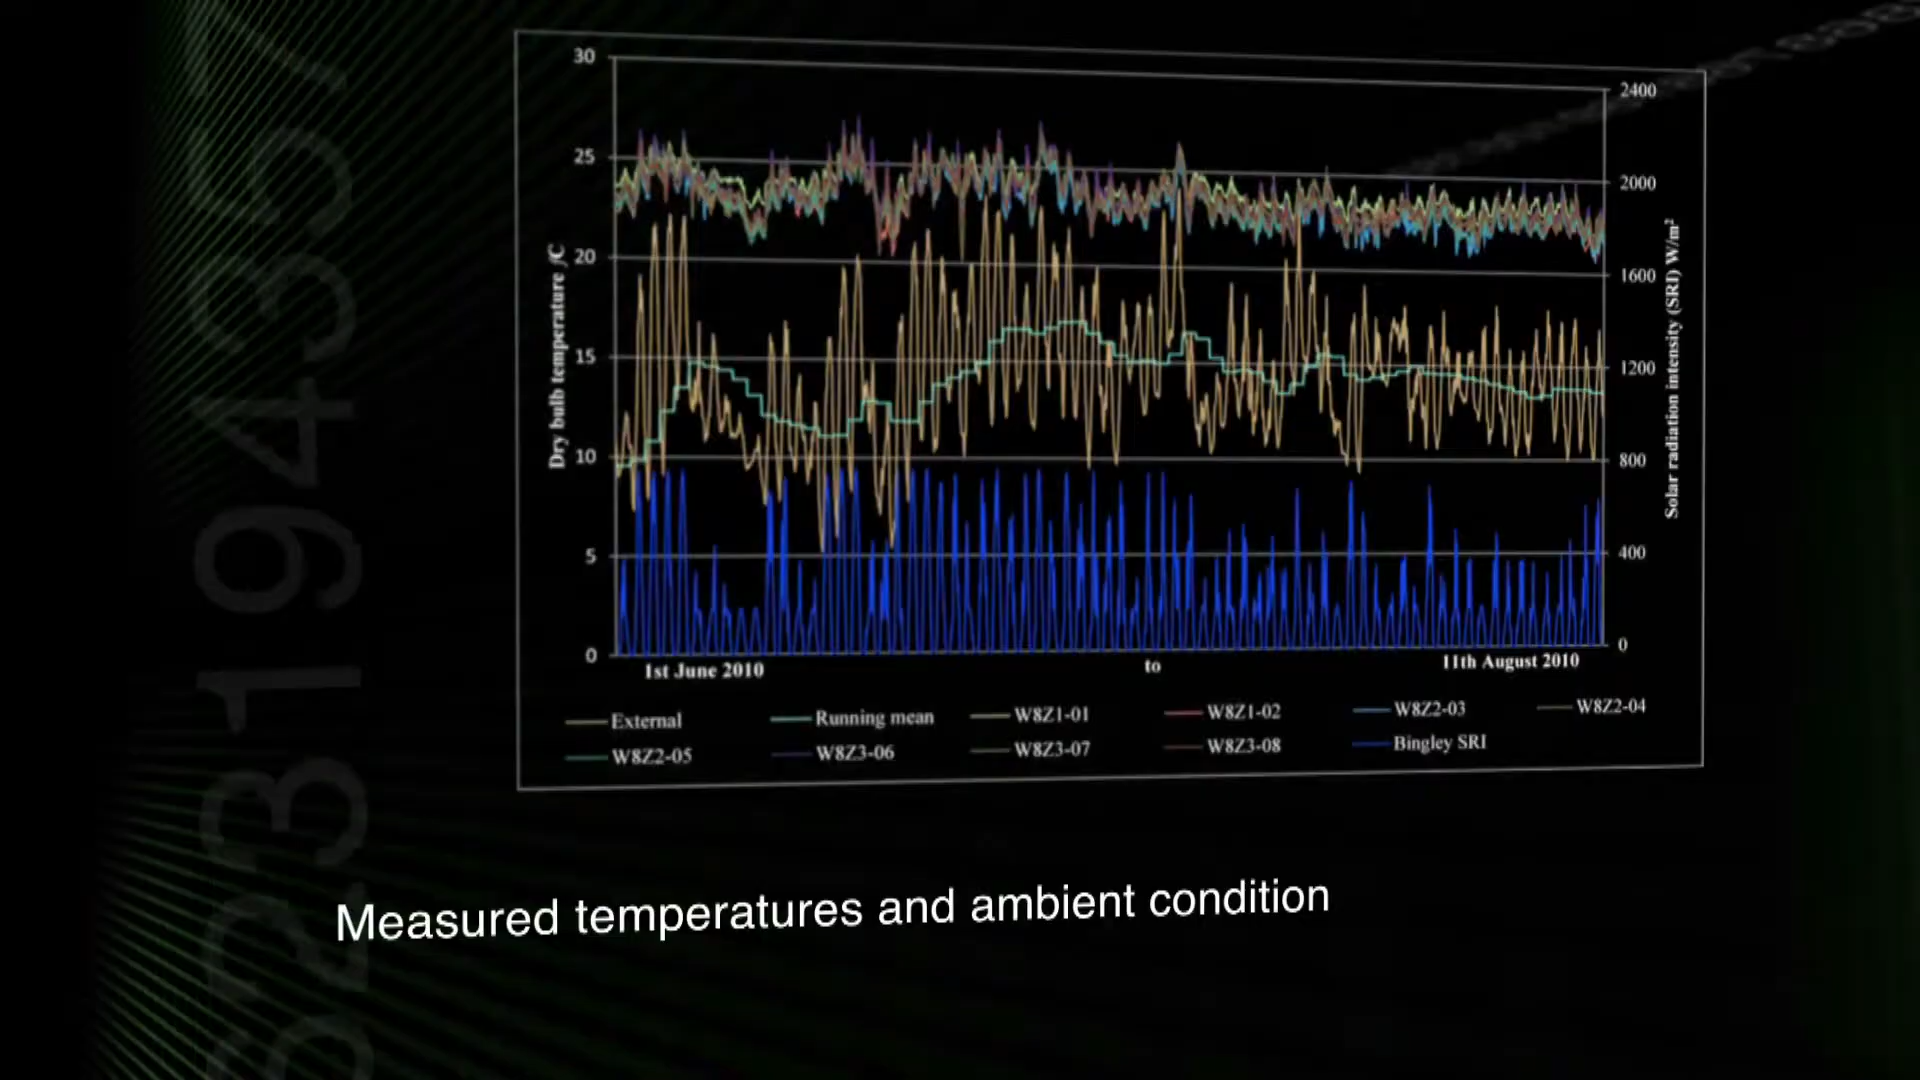 30
25
20
15
10
5
0
Dry bulb temperature /C
2400
2000
1600
1200
800
400
0
Solar radiation intensity (SRI) W/m²
1st June 2010 to 11th August 2010
External Running mean W8Z1-01 W8Z1-02 W8Z2-03 W8Z2-04
W8Z2-05 W8Z3-06 W8Z3-07 W8Z3-08 Bingley SRI
Measured temperatures and ambient condition